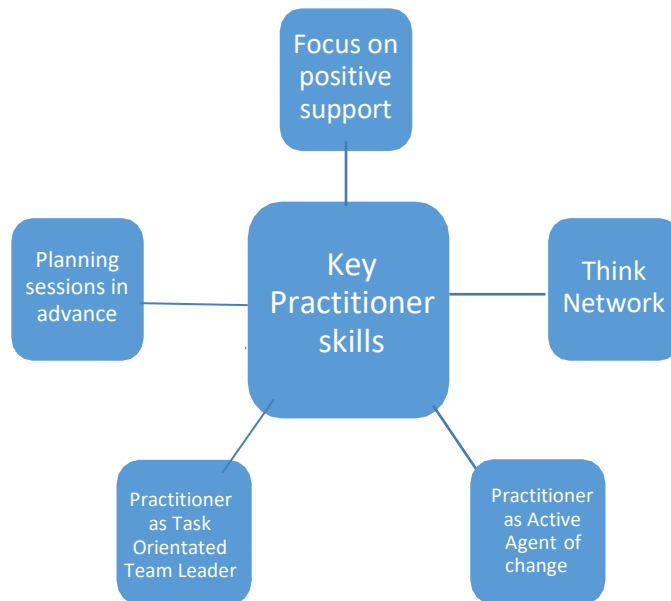 Focus on
positive
support
Key
Practitioner
skills
Planning
sessions in
advance
Think
Network
Practitioner
as Task
Orientated
Team Leader
Practitioner
as Active
Agent of
change